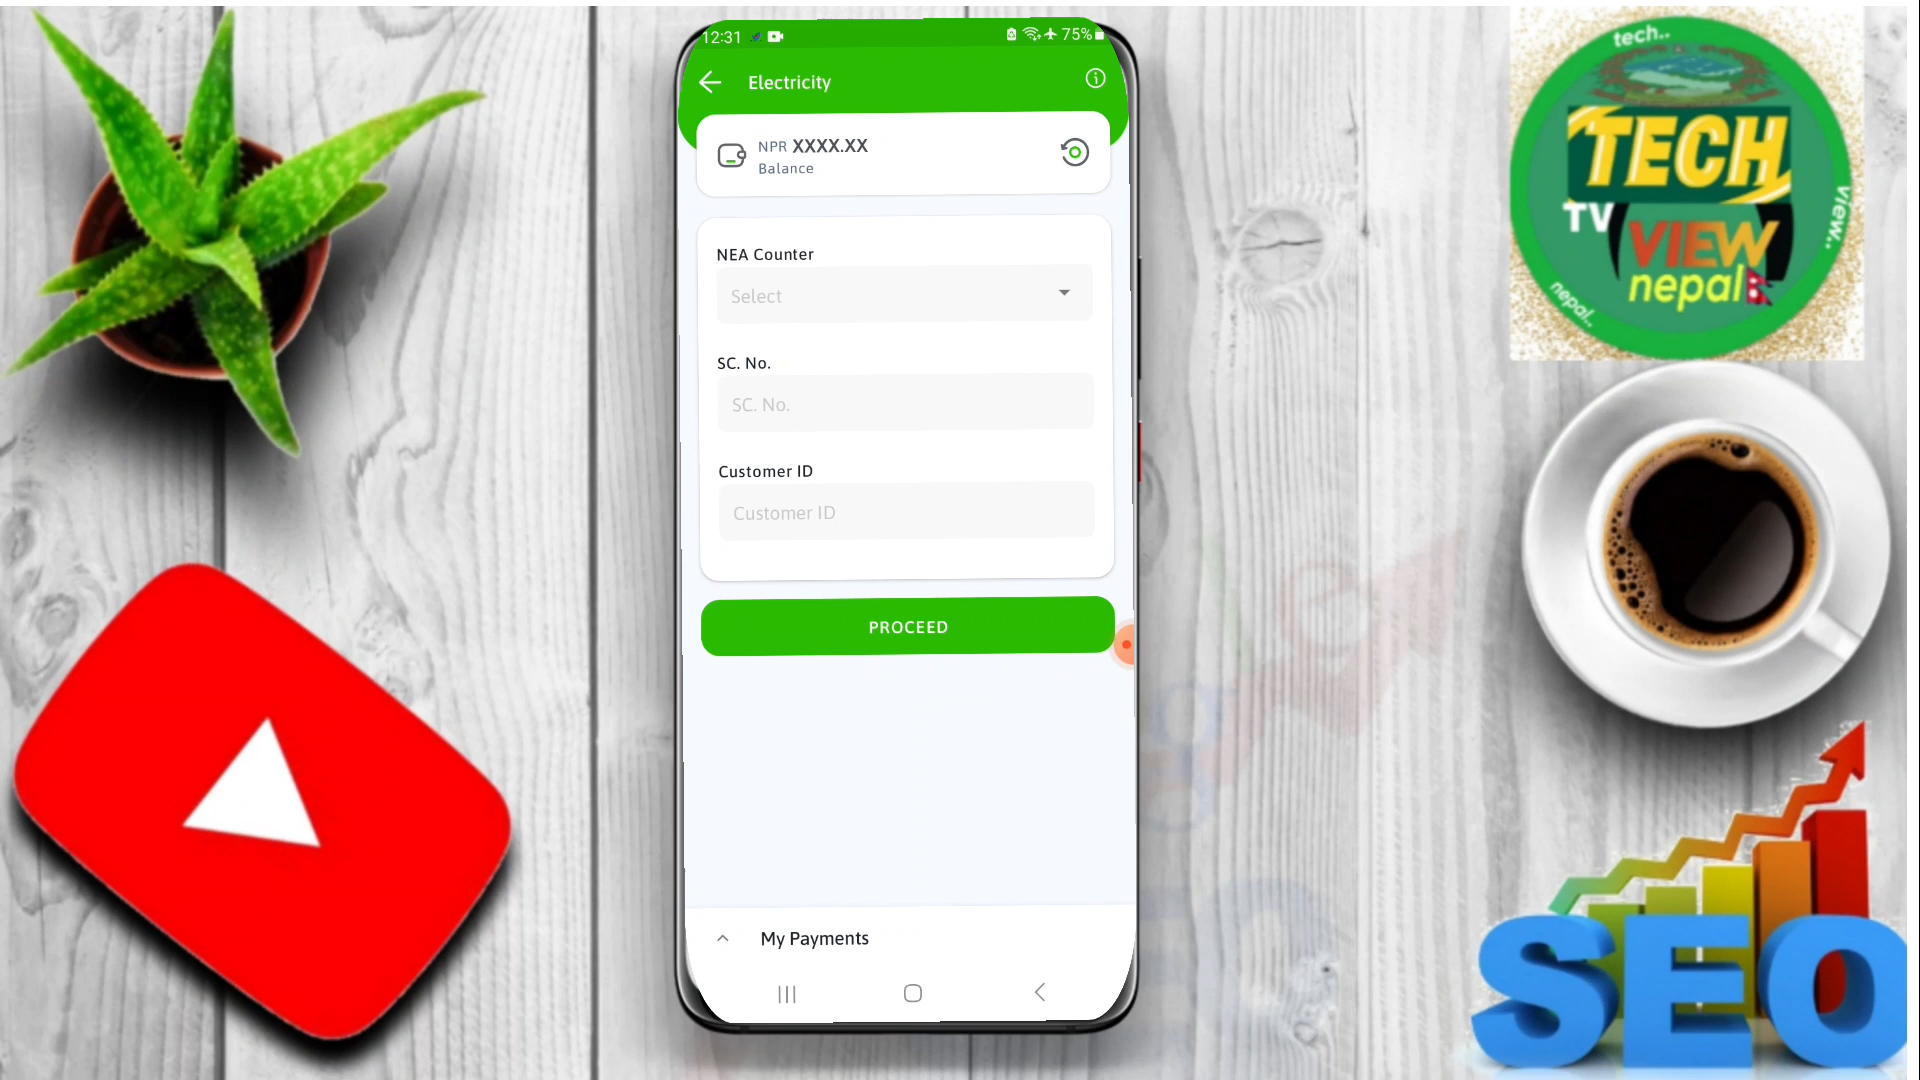 12:31
75%
Electricity
NPR XXXX.XX
Balance
NEA Counter
Select
SC. No.
SC. No.
Customer ID
Customer ID
PROCEED
My Payments
tech..
TECH
TV
VIEW
nepal
view..
nepal..
SEO